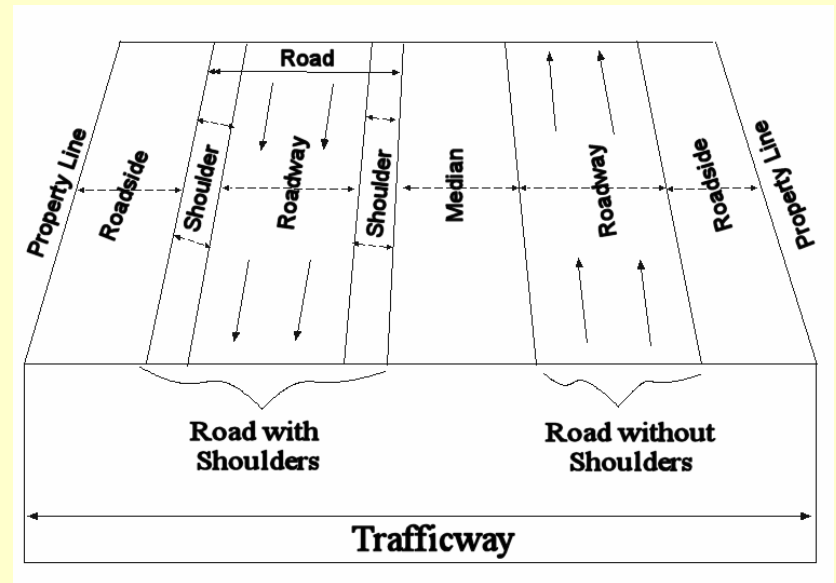 Road
Property Line
Roadside
Shoulder
Roadway
Shoulder
Median
Roadway
Roadside
Property Line
Road with
Shoulders
Road without
Shoulders
Trafficway